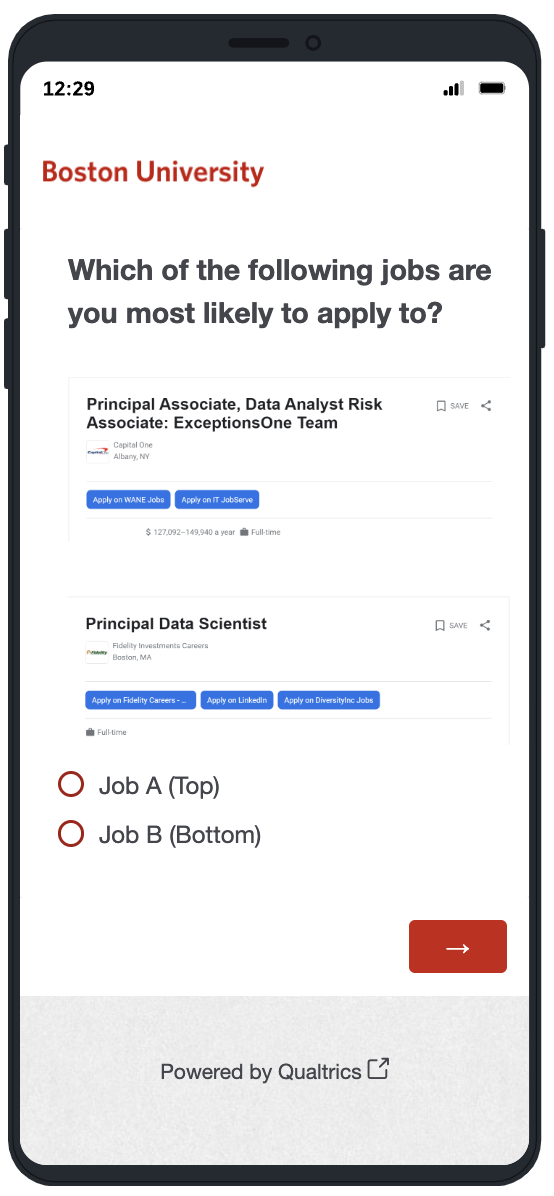 12:29
Boston University
Which of the following jobs are
you most likely to apply to?
Principal Associate, Data Analyst Risk
Associate: ExceptionsOne Team
SAVE
Capital One
Albany, NY
Apply on WANE Jobs Apply on IT JobServe
$ 127,092–149,940 a year Full-time
Principal Data Scientist
SAVE
Fidelity Investments Careers
Boston, MA
Apply on Fidelity Careers - ... Apply on LinkedIn Apply on DiversityInc Jobs
Full-time
Job A (Top)
Job B (Bottom)
→
Powered by Qualtrics